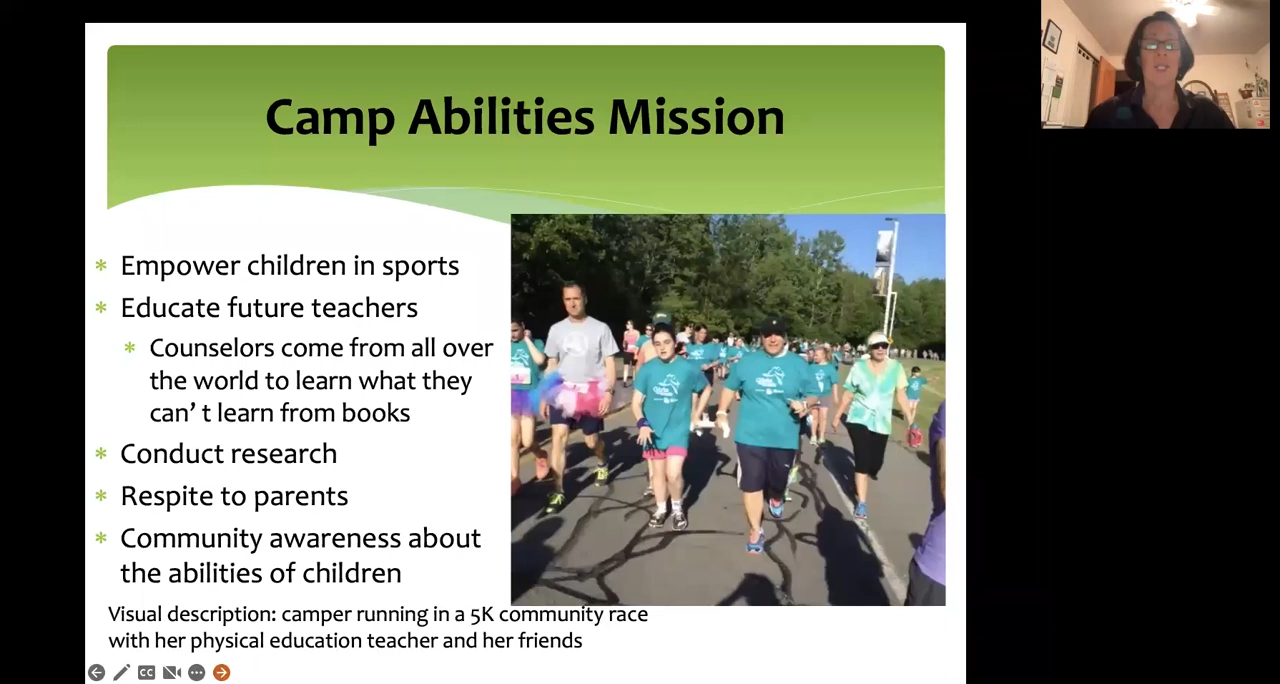 Camp Abilities Mission
* Empower children in sports
* Educate future teachers
* Counselors come from all over
the world to learn what they
can’ t learn from books
* Conduct research
* Respite to parents
* Community awareness about
the abilities of children
Visual description: camper running in a 5K community race
with her physical education teacher and her friends
CC